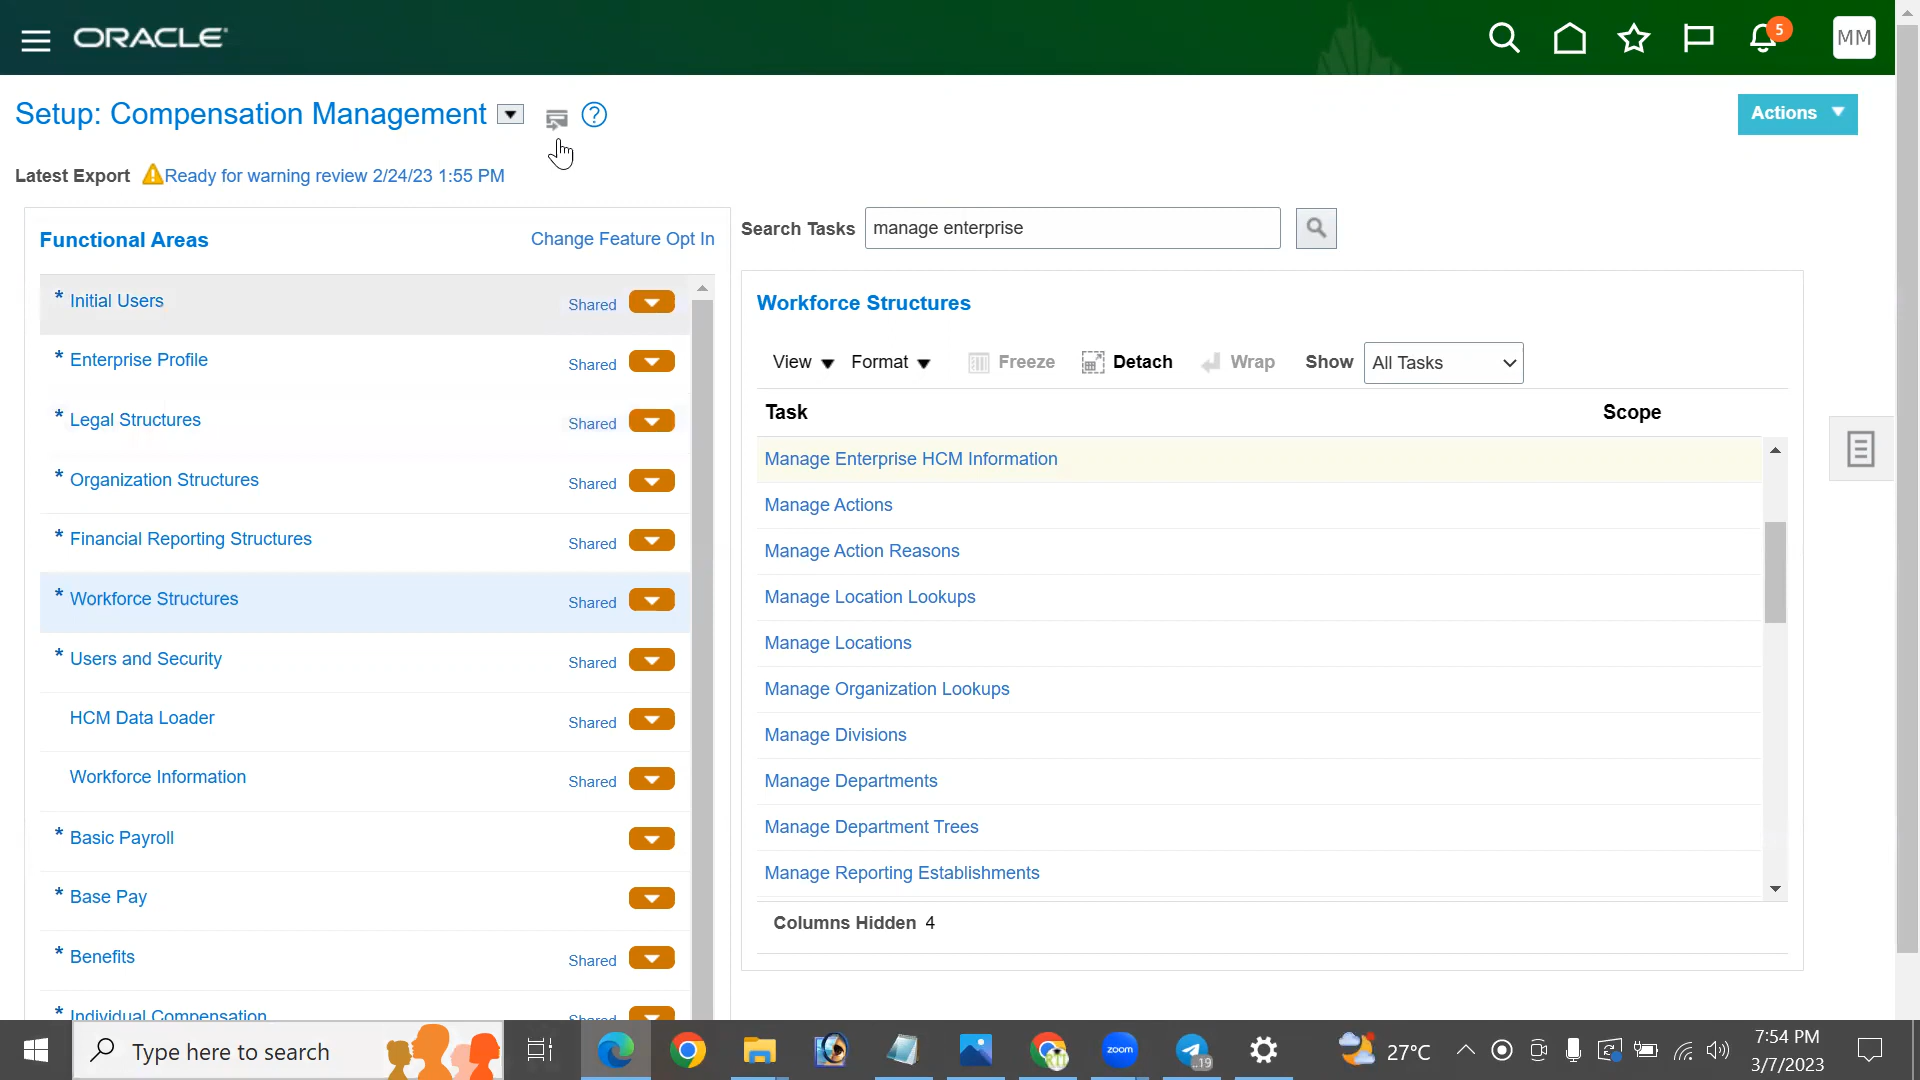 ORACLE
5
MM
Setup: Compensation Management
?
Actions
Latest Export Ready for warning review 2/24/23 1:55 PM
Functional Areas
Change Feature Opt In
* Initial Users Shared
* Enterprise Profile Shared
* Legal Structures Shared
* Organization Structures Shared
* Financial Reporting Structures Shared
* Workforce Structures Shared
* Users and Security Shared
HCM Data Loader Shared
Workforce Information Shared
* Basic Payroll
* Base Pay
* Benefits Shared
* Individual Compensation Shared
Search Tasks manage enterprise
Workforce Structures
View Format Freeze Detach Wrap Show All Tasks
Task Scope
Manage Enterprise HCM Information
Manage Actions
Manage Action Reasons
Manage Location Lookups
Manage Locations
Manage Organization Lookups
Manage Divisions
Manage Departments
Manage Department Trees
Manage Reporting Establishments
Columns Hidden 4
Type here to search
zoom
..19
27°C
7:54 PM
3/7/2023